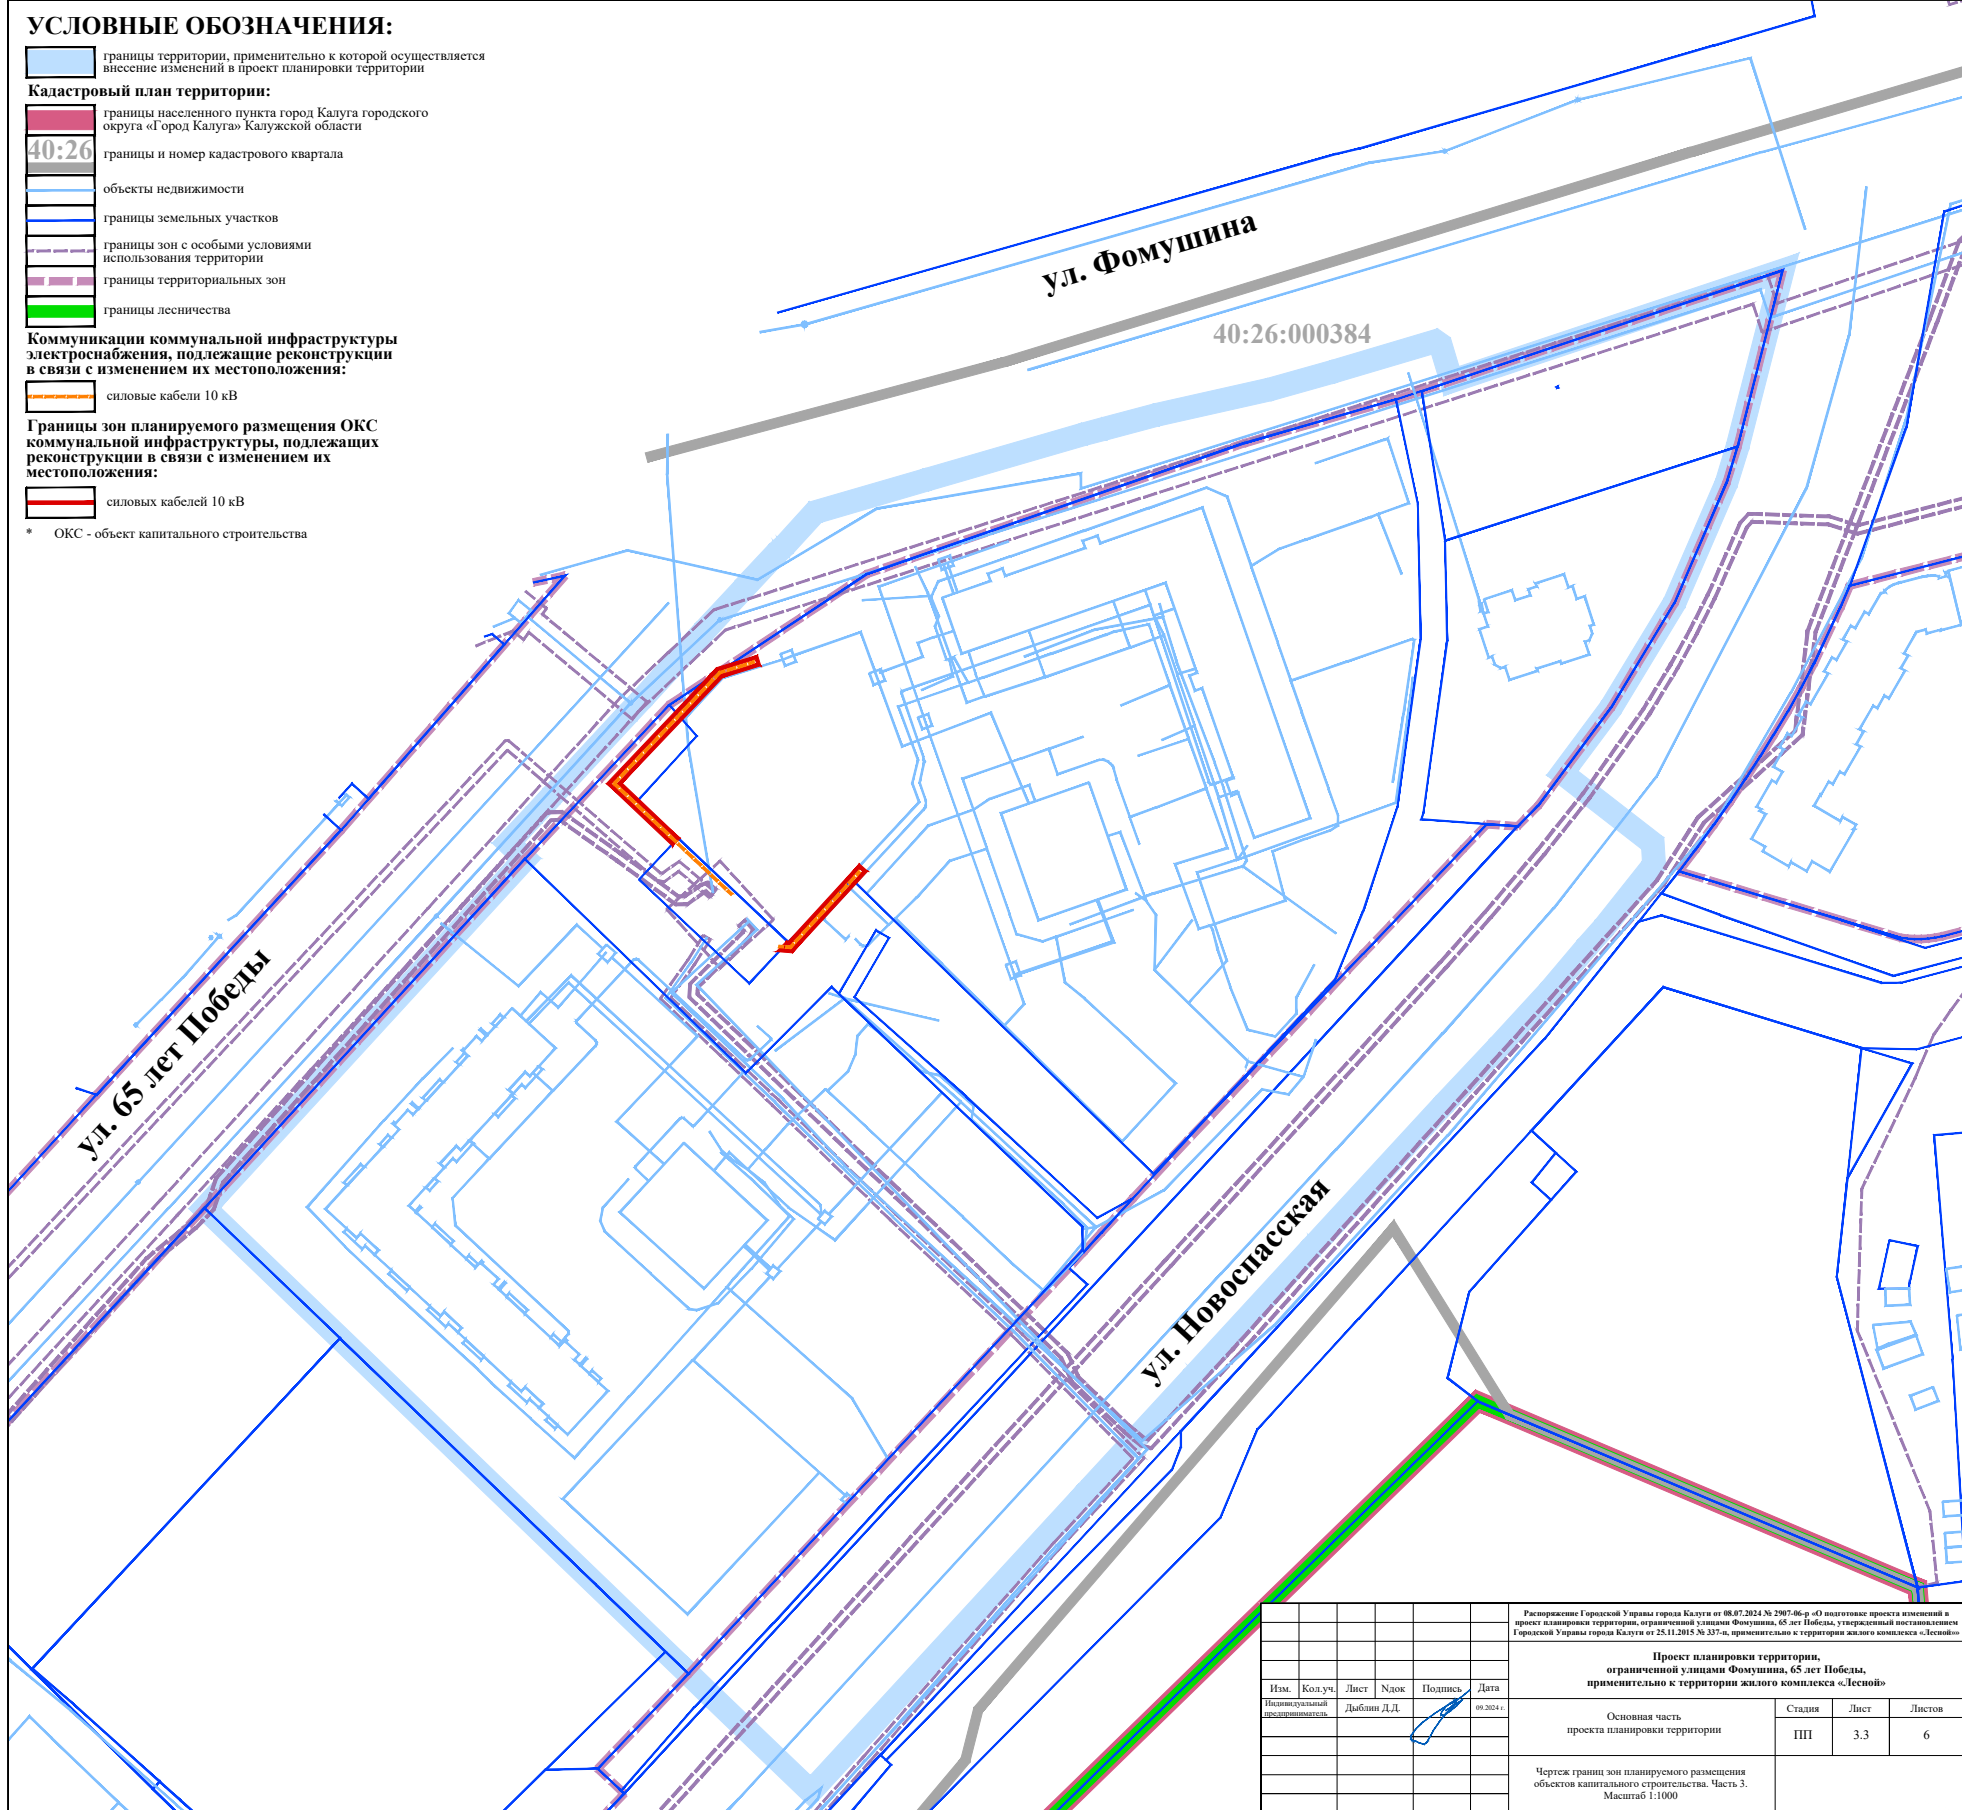 УСЛОВНЫЕ ОБОЗНАЧЕНИЯ:
границы территории, применительно к которой осуществляется
внесение изменений в проект планировки территории
Кадастровый план территории:
границы населенного пункта город Калуга городского
округа «Город Калуга» Калужской области
40:26
границы и номер кадастрового квартала
объекты недвижимости
границы земельных участков
границы зон с особыми условиями
использования территории
границы территориальных зон
границы лесничества
Коммуникации коммунальной инфраструктуры
электроснабжения, подлежащие реконструкции
в связи с изменением их местоположения:
силовые кабели 10 кВ
Границы зон планируемого размещения ОКС
коммунальной инфраструктуры, подлежащих
реконструкции в связи с изменением их
местоположения:
силовых кабелей 10 кВ
* ОКС - объект капитального строительства
ул. Фомушина
40:26:000384
ул. 65 лет Победы
ул. Новоспасская
Распоряжение Городской Управы города Калуги от 08.07.2024 № 2907-06-р «О подготовке проекта изменений в
проект планировки территории, ограниченной улицами Фомушина, 65 лет Победы, утвержденный постановлением
Городской Управы города Калуги от 25.11.2015 № 337-п, применительно к территории жилого комплекса «Лесной»»
Проект планировки территории,
ограниченной улицами Фомушина, 65 лет Победы,
применительно к территории жилого комплекса «Лесной»
Изм. Кол.уч. Лист Nдок Подпись Дата
Индивидуальный
предприниматель
Дыблин Д.Д.
09.2024 г.
Основная часть
проекта планировки территории
Стадия Лист Листов
ПП 3.3 6
Чертеж границ зон планируемого размещения
объектов капитального строительства. Часть 3.
Масштаб 1:1000